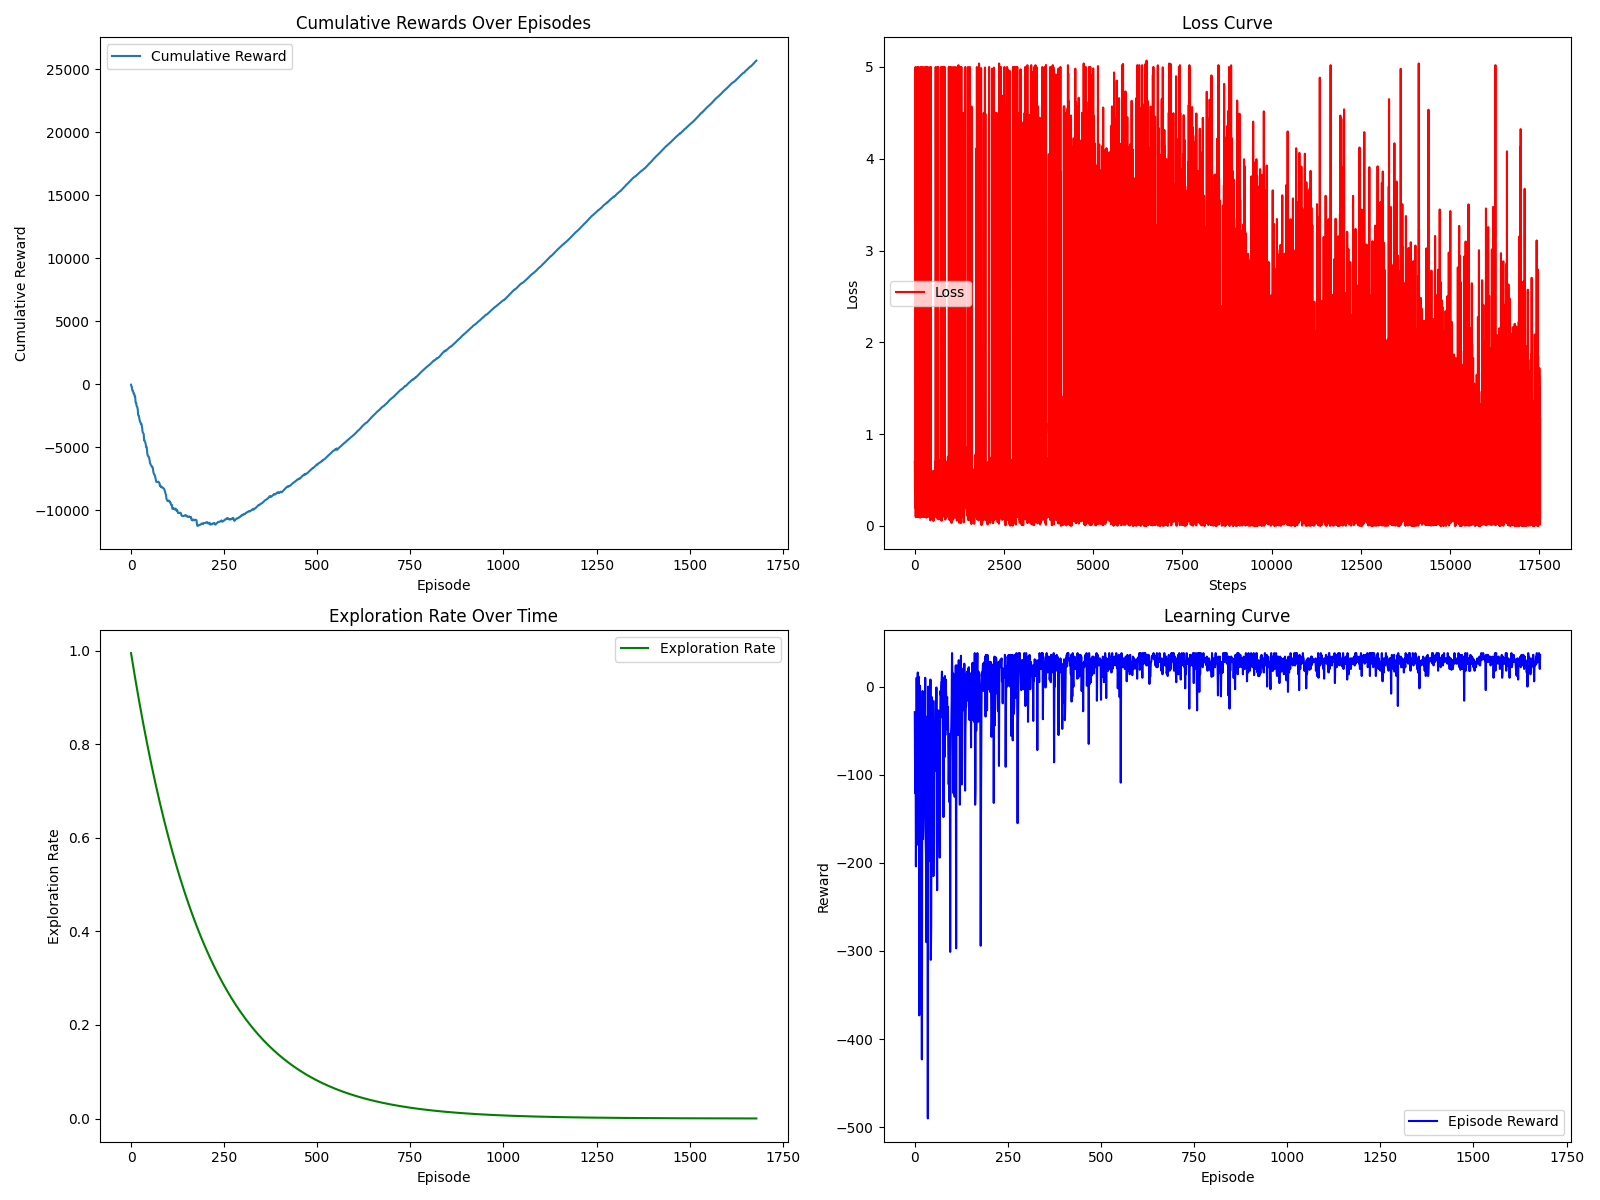 Cumulative Rewards Over Episodes
Cumulative Reward
25000
20000
15000
10000
5000
0
−5000
−10000
Cumulative Reward
0 250 500 750 1000 1250 1500 1750
Episode
Loss Curve
Loss
5
4
3
2
1
0
Loss
0 2500 5000 7500 10000 12500 15000 17500
Steps
Exploration Rate Over Time
Exploration Rate
1.0
0.8
0.6
0.4
0.2
0.0
Exploration Rate
0 250 500 750 1000 1250 1500 1750
Episode
Learning Curve
0
−100
−200
−300
−400
−500
Reward
Episode Reward
0 250 500 750 1000 1250 1500 1750
Episode